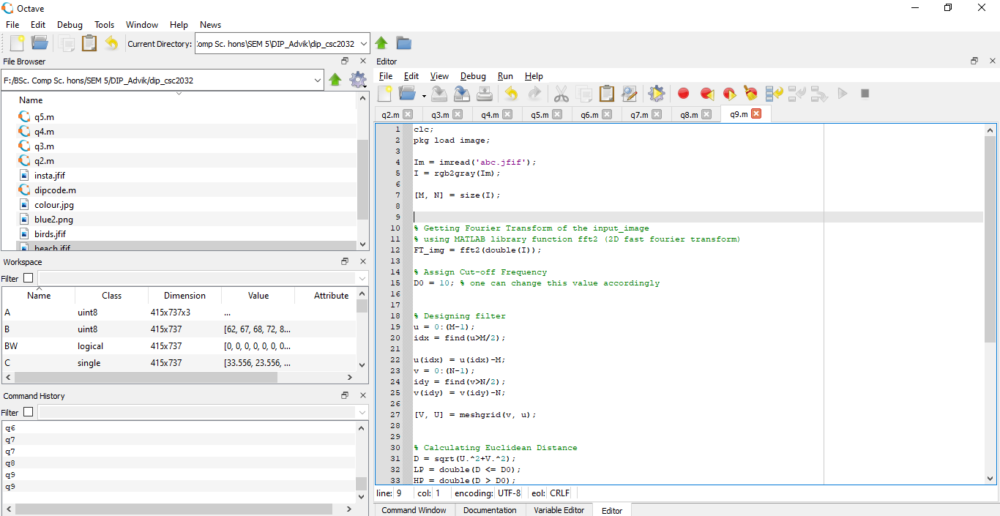 Octave
File Edit Debug Tools Window Help News
Current Directory: :omp Sc. hons\SEM 5\DIP_Advik\dip_csc2032
File Browser
F:/BSc. Comp Sc. hons/SEM 5/DIP_Advik/dip_csc2032
Name
q5.m
q4.m
q3.m
q2.m
insta.jfif
dipcode.m
colour.jpg
blue2.png
birds.jfif
beach.jfif
Workspace
Filter
Name Class Dimension Value Attribute
A uint8 415x737x3 ...
B uint8 415x737 [62, 67, 68, 72, 8...
BW logical 415x737 [0, 0, 0, 0, 0, 0, 0...
C single 415x737 [33.556, 23.556, ...
Command History
Filter
q6
q7
q7
q8
q9
q9
Editor
File Edit View Debug Run Help
q2.m q3.m q4.m q5.m q6.m q7.m q8.m q9.m
1 clc;
2 pkg load image;
3
4 Im = imread('abc.jfif');
5 I = rgb2gray(Im);
6
7 [M, N] = size(I);
8
9
10 % Getting Fourier Transform of the input_image
11 % using MATLAB library function fft2 (2D fast fourier transform)
12 FT_img = fft2(double(I));
13
14 % Assign Cut-off Frequency
15 D0 = 10; % one can change this value accordingly
16
17
18 % Designing filter
19 u = 0:(M-1);
20 idx = find(u>M/2);
21
22 u(idx) = u(idx)-M;
23 v = 0:(N-1);
24 idy = find(v>N/2);
25 v(idy) = v(idy)-N;
26
27 [V, U] = meshgrid(v, u);
28
29
30 % Calculating Euclidean Distance
31 D = sqrt(U.^2+V.^2);
32 LP = double(D <= D0);
33 HP = double(D > D0);
line: 9 col: 1 encoding: UTF-8 eol: CRLF
Command Window Documentation Variable Editor Editor